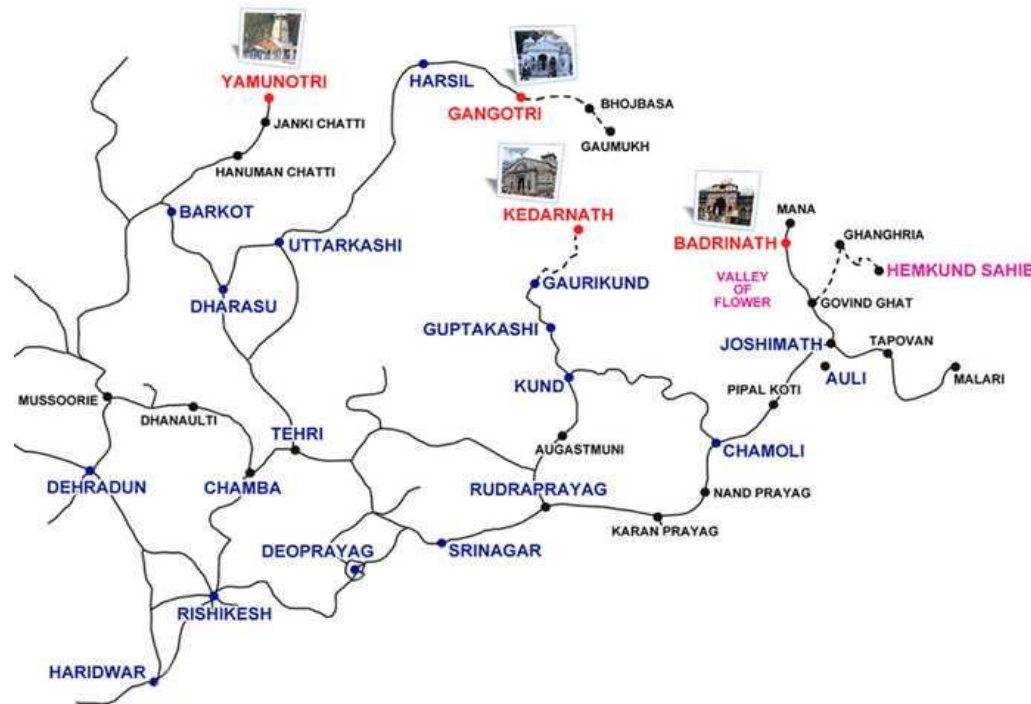 HARSIL
YAMUNOTRI
GANGOTRI
BHOJBASA
JANKI CHATTI
GAUMUKH
HANUMAN CHATTI
BARKOT
KEDARNATH
MANA
UTTARKASHI
BADRINATH
GHANGHRIA
HEMKUND SAHIB
GAURIKUND
VALLEY
OF
FLOWER
DHARASU
GOVIND GHAT
GUPTAKASHI
JOSHIMATH
TAPOVAN
KUND
AULI
MALARI
PIPAL KOTI
MUSSOORIE
DHANAULTI
TEHRI
AUGASTMUNI
CHAMOLI
DEHRADUN
CHAMBA
RUDRAPRAYAG
NAND PRAYAG
KARAN PRAYAG
DEOPRAYAG
SRINAGAR
RISHIKESH
HARIDWAR